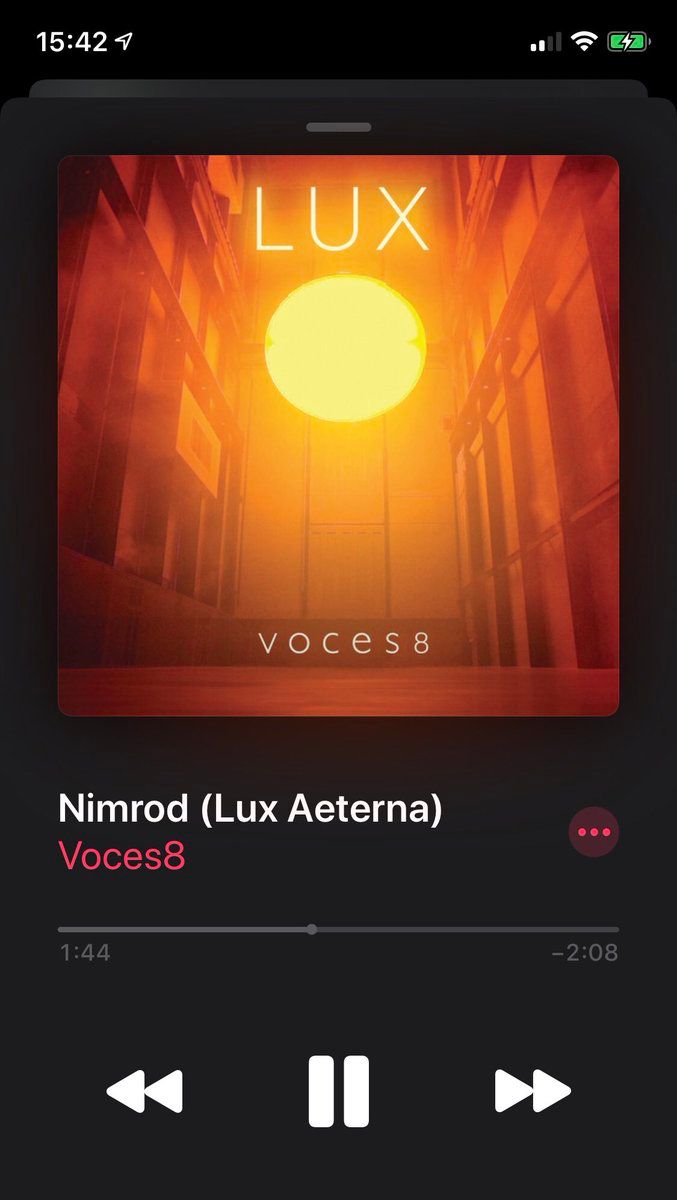 15:42
LUX
voces8
Nimrod (Lux Aeterna)
Voces8
1:44
−2:08